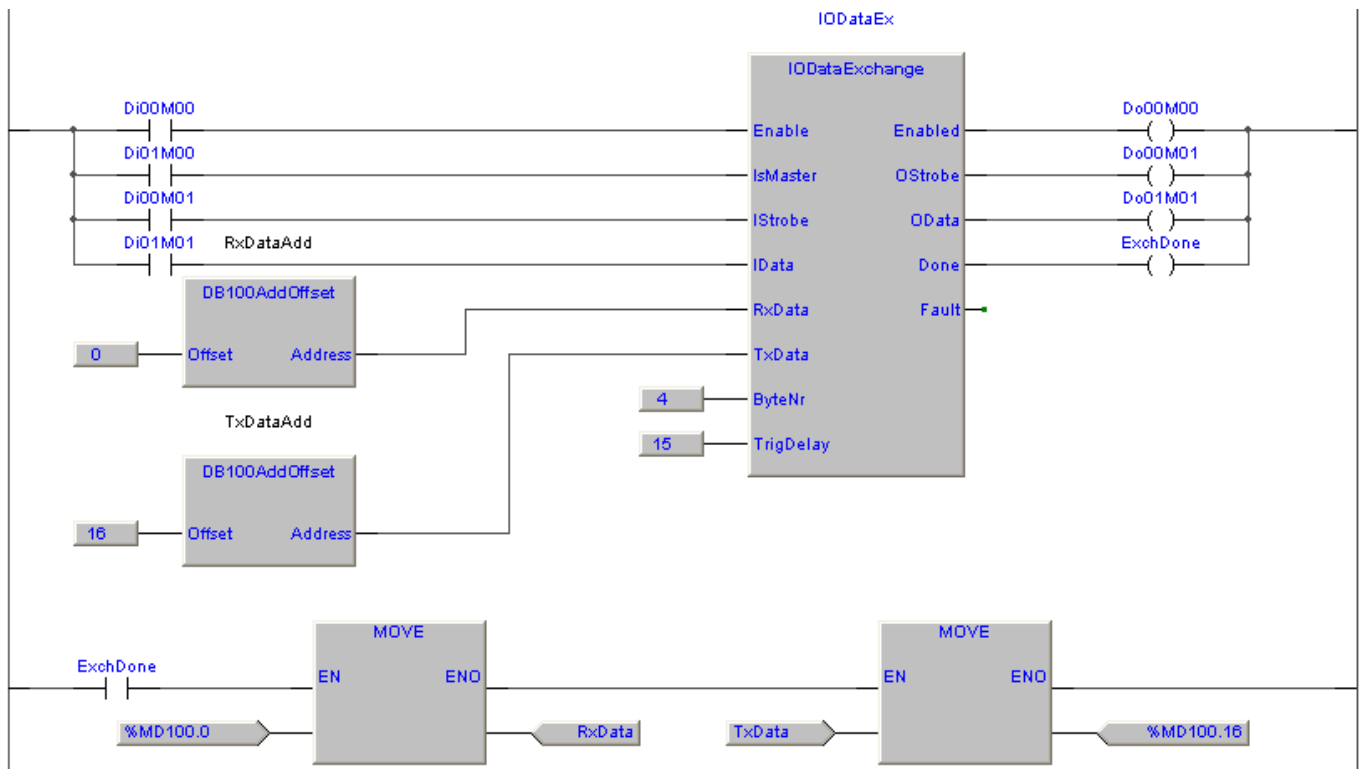 IODataEx
IODataExchange
Di00M00
Do00M00
Enable Enabled
Di01M00
Do00M01
IsMaster OStrobe
Di00M01
Do01M01
IStrobe OData
Di01M01 RxDataAdd
ExchDone
IData Done
DB100AddOffset
RxData Fault
0 Offset Address
TxData
4 ByteNr
TxDataAdd
15 TrigDelay
DB100AddOffset
16 Offset Address
MOVE MOVE
ExchDone
EN ENO EN ENO
%MD100.0 RxData TxData %MD100.16